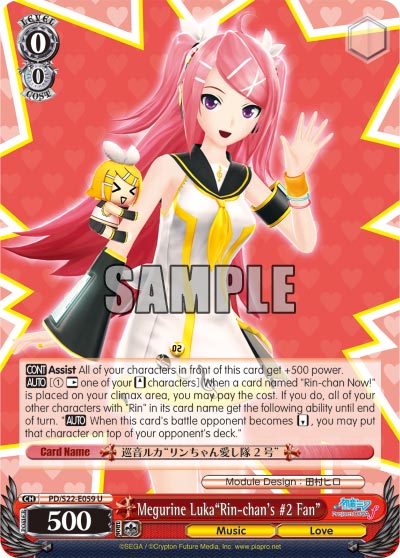 LEVEL
0
0
COST
02
SAMPLE
CONT Assist All of your characters in front of this card get +500 power.
AUTO [① one of your characters] When a card named "Rin-chan Now!"
is placed on your climax area, you may pay the cost. If you do, all of your
other characters with "Rin" in its card name get the following ability until end
of turn. "AUTO When this card's battle opponent becomes , you may put
that character on top of your opponent's deck."
Card Name 巡音ルカ“リンちゃん愛し隊2号”
Module Design：田村ヒロ
CH PD/S22-E059 U
POWER 500
Megurine Luka“Rin-chan's #2 Fan”
Music Love
初音ミク
©SEGA / ©Crypton Future Media, Inc. www.piapro.net